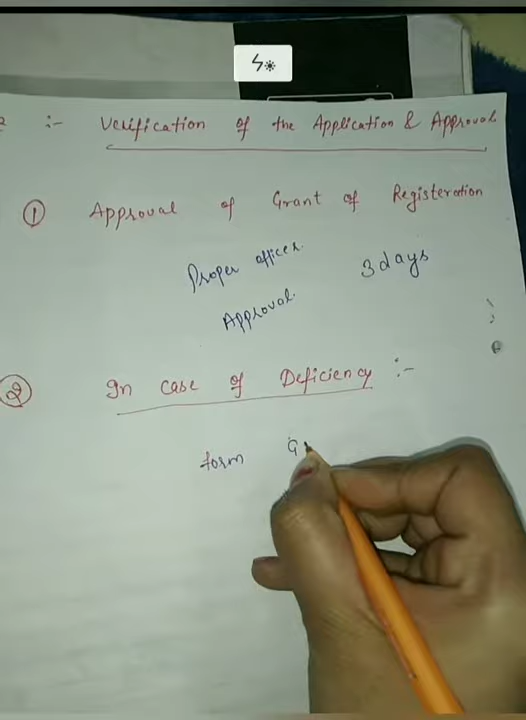 :- Verification of the Application & Approval
① Approval of Grant of Registeration
Proper officer. 3 days
Approval.
② In case of Deficiency :-
form G